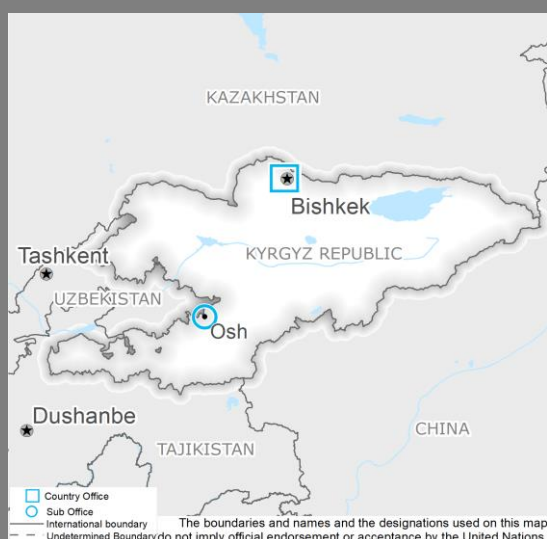 KAZAKHSTAN
Bishkek
KYRGYZ REPUBLIC
Tashkent
UZBEKISTAN
Osh
Dushanbe
CHINA
TAJIKISTAN
Country Office
Sub Office
International boundary
Undetermined Boundary
The boundaries and names and the designations used on this map
do not imply official endorsement or acceptance by the United Nations